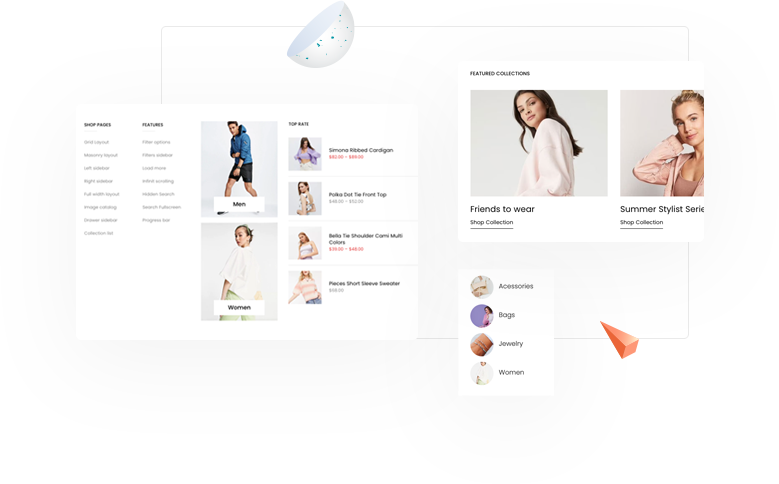 SHOP PAGES
Grid Layout
Masonry layout
Left sidebar
Right sidebar
Full width layout
Image catalog
Drawer sidebar
Collection list
FEATURES
Filter options
Filters sidebar
Load more
Infinit scrolling
Hidden Search
Search Fullscreen
Progress bar
Men
Women
TOP RATE
Simona Ribbed Cardigan
$82.00 – $89.00
Polka Dot Tie Front Top
$48.00 – $52.00
Bella Tie Shoulder Cami Multi
Colors
$39.00 – $48.00
Pieces Short Sleeve Sweater
$68.00
FEATURED COLLECTIONS
Friends to wear
Shop Collection
Summer Stylist Serie
Shop Collection
Acessories
Bags
Jewelry
Women